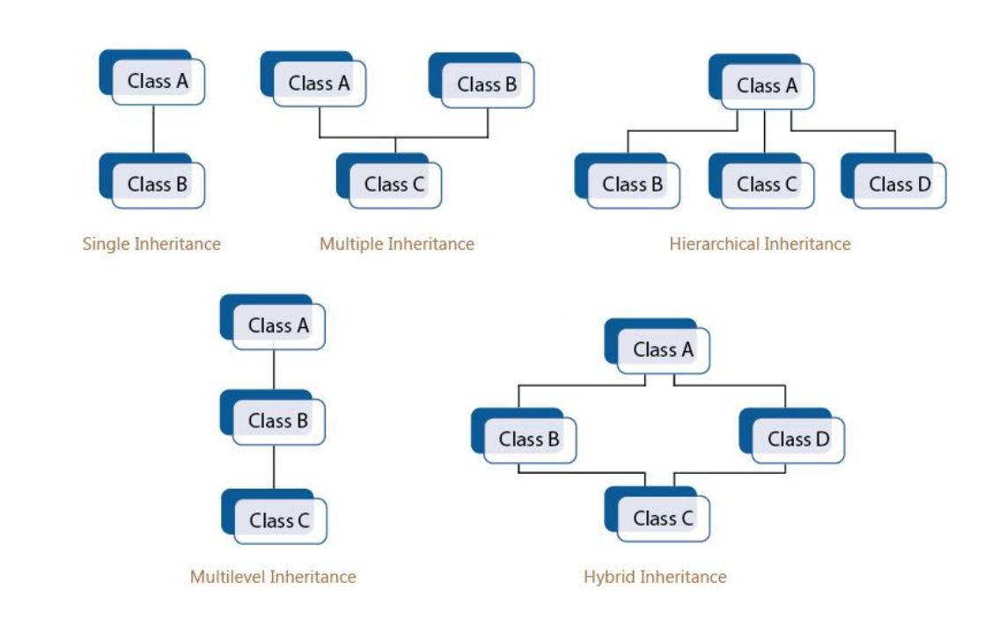 Class A
Class B
Single Inheritance
Class A
Class B
Class C
Multiple Inheritance
Class A
Class B
Class C
Class D
Hierarchical Inheritance
Class A
Class B
Class C
Multilevel Inheritance
Class A
Class B
Class D
Class C
Hybrid Inheritance